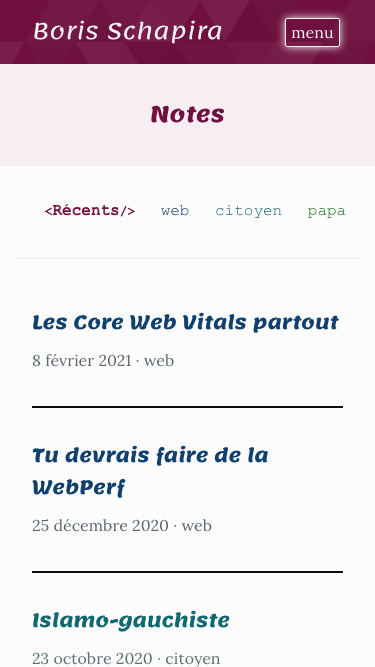 Boris Schapira
menu
Notes
<Récents/> web citoyen papa
Les Core Web Vitals partout
8 février 2021 · web
Tu devrais faire de la
WebPerf
25 décembre 2020 · web
Islamo-gauchiste
23 octobre 2020 · citoyen